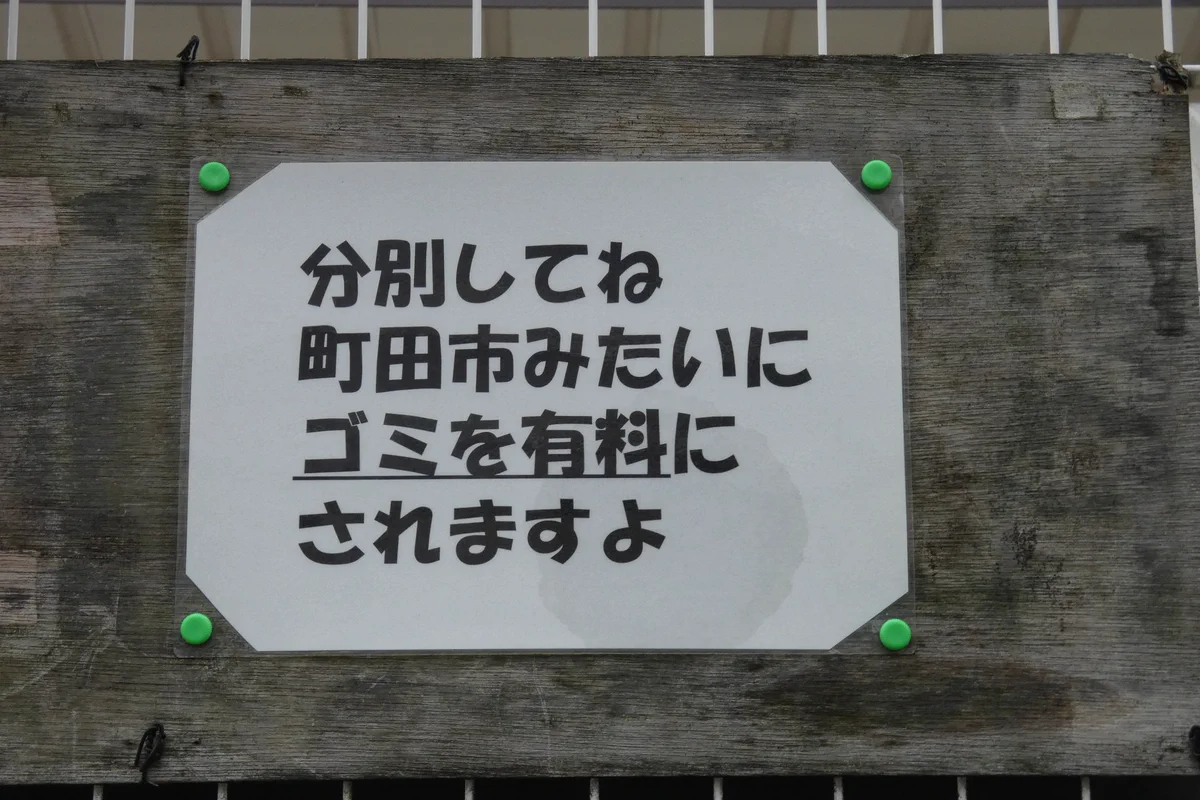 分別してね
町田市みたいに
ゴミを有料に
されますよ